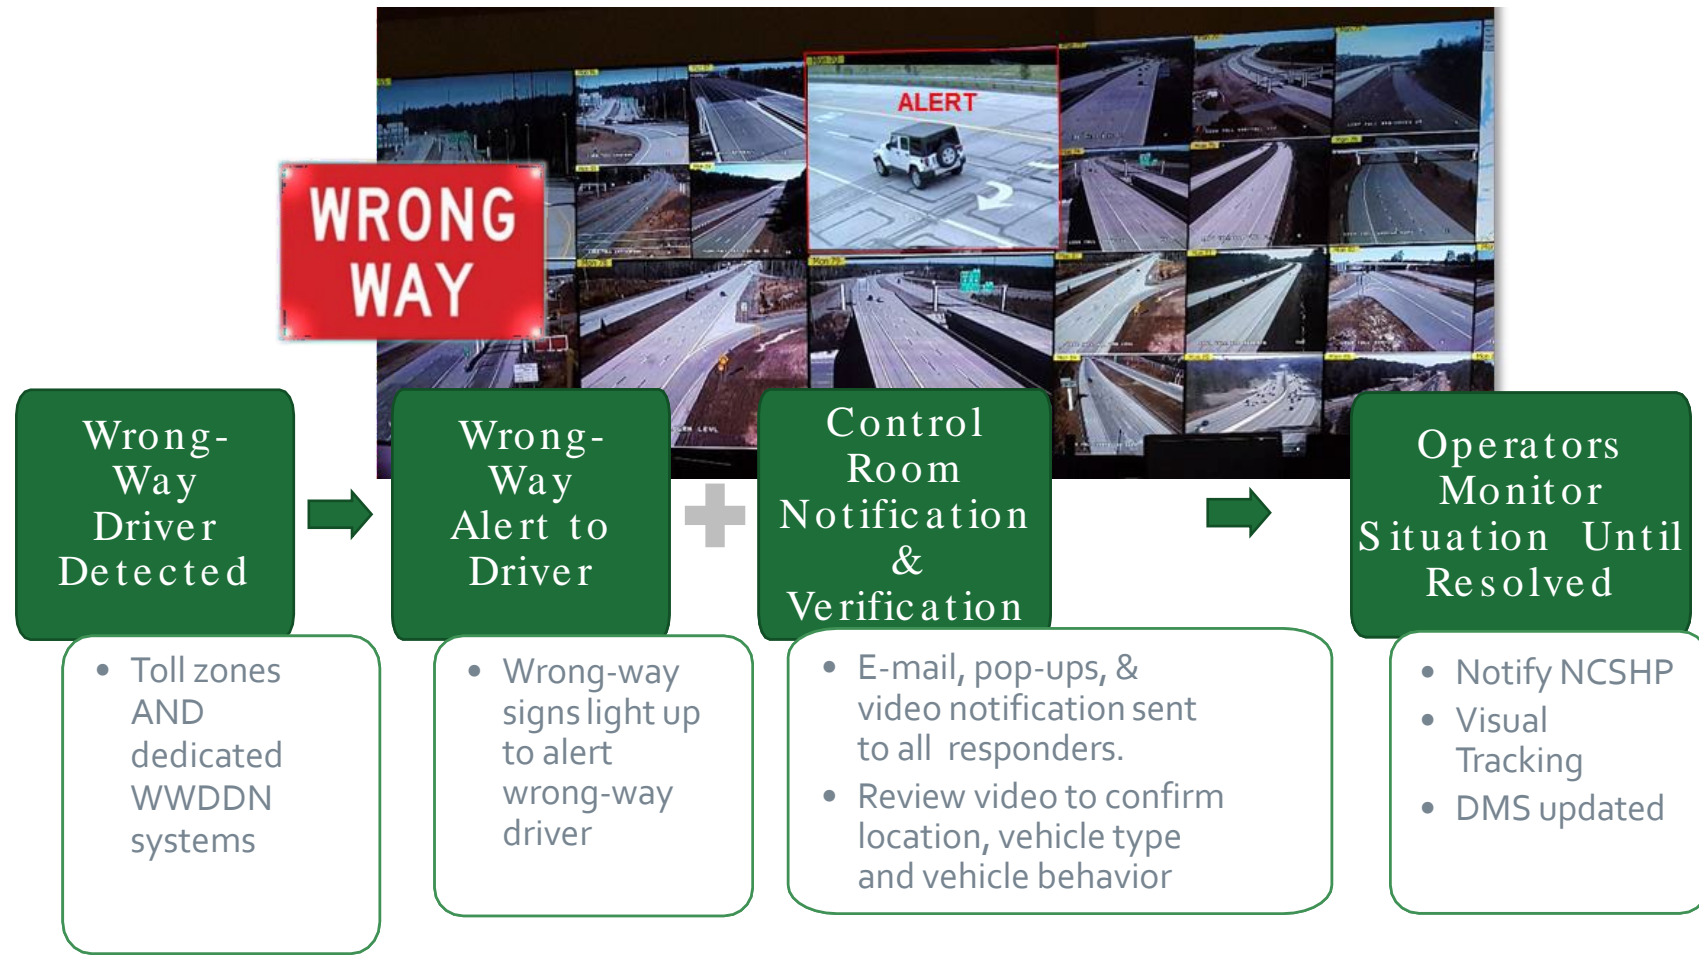 ALERT
WRONG
WAY
Mon 79
Wrong-
Way
Driver
Detected
Wrong-
Way
Alert to
Driver
Control
Room
Notification
&
Verification
Operators
Monitor
Situation Until
Resolved
• Toll zones
AND
dedicated
WWDDN
systems
• Wrong-way
signs light up
to alert
wrong-way
driver
• E-mail, pop-ups, &
video notification sent
to all responders.
• Review video to confirm
location, vehicle type
and vehicle behavior
• Notify NCSHP
• Visual
Tracking
• DMS updated